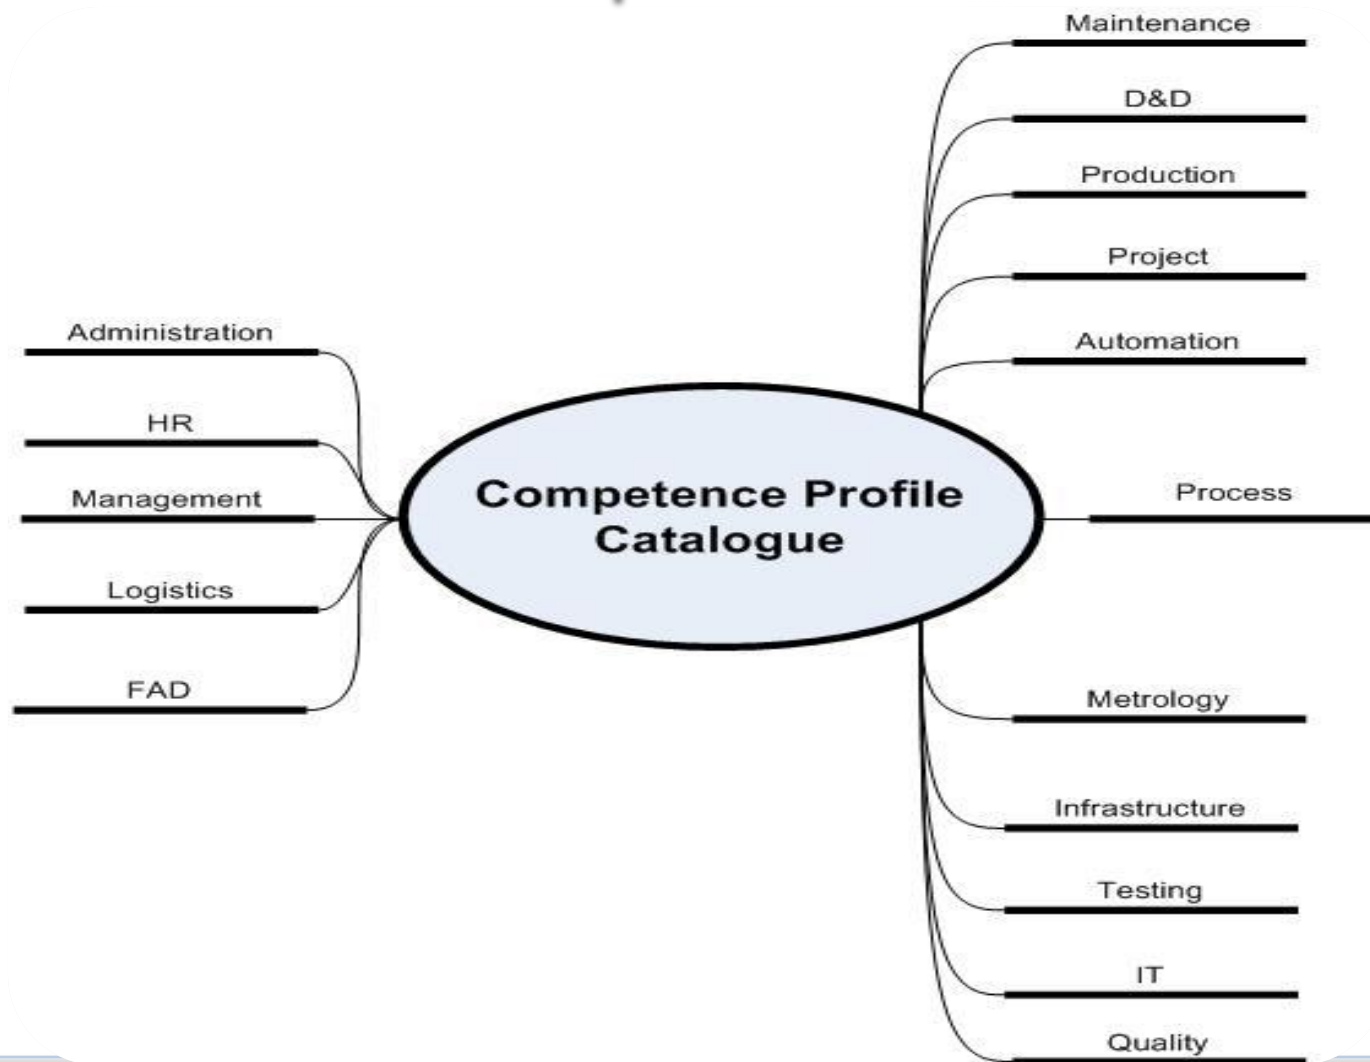 Maintenance
D&D
Production
Project
Automation
Administration
HR
Management
Logistics
FAD
Competence Profile
Catalogue
Process
Metrology
Infrastructure
Testing
IT
Quality